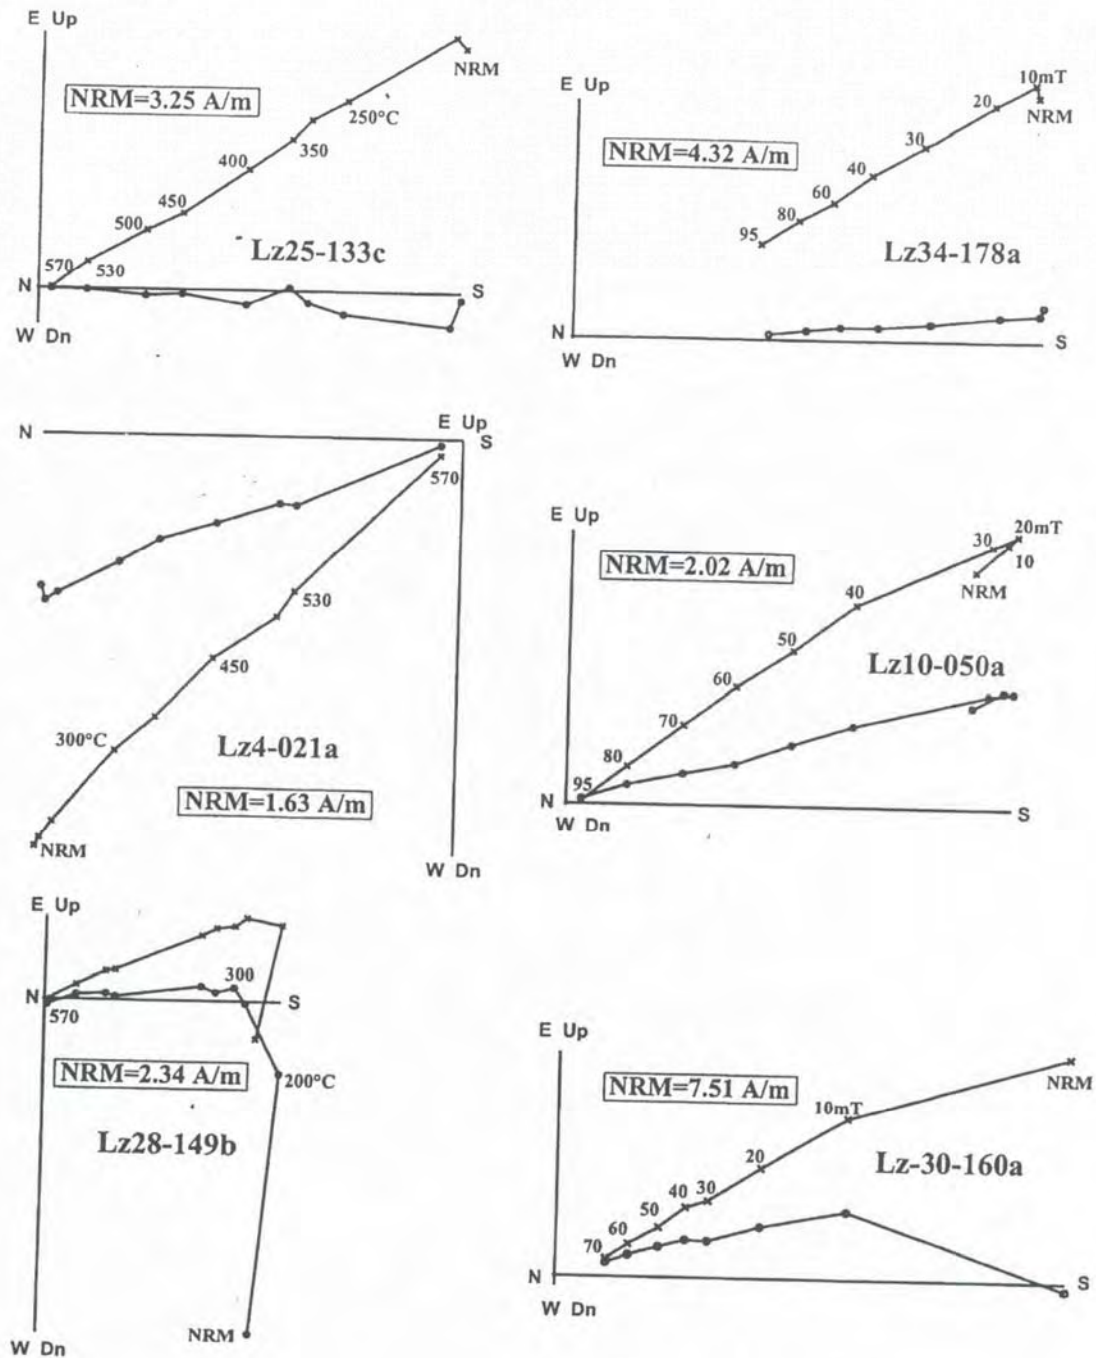 E Up
NRM=3.25 A/m
NRM
250°C
350
400
450
500
530
570
Lz25-133c
N
S
W Dn
E Up
NRM=4.32 A/m
10mT
NRM
20
30
40
60
80
95
Lz34-178a
N
S
W Dn
N
E Up
S
570
530
450
300°C
NRM
Lz4-021a
NRM=1.63 A/m
W Dn
E Up
NRM=2.02 A/m
20mT
30
10
NRM
40
50
60
70
80
95
Lz10-050a
N
S
W Dn
E Up
N
S
300
570
200°C
NRM=2.34 A/m
Lz28-149b
NRM
W Dn
E Up
NRM=7.51 A/m
NRM
10mT
20
30
40
50
60
70
Lz-30-160a
N
S
W Dn